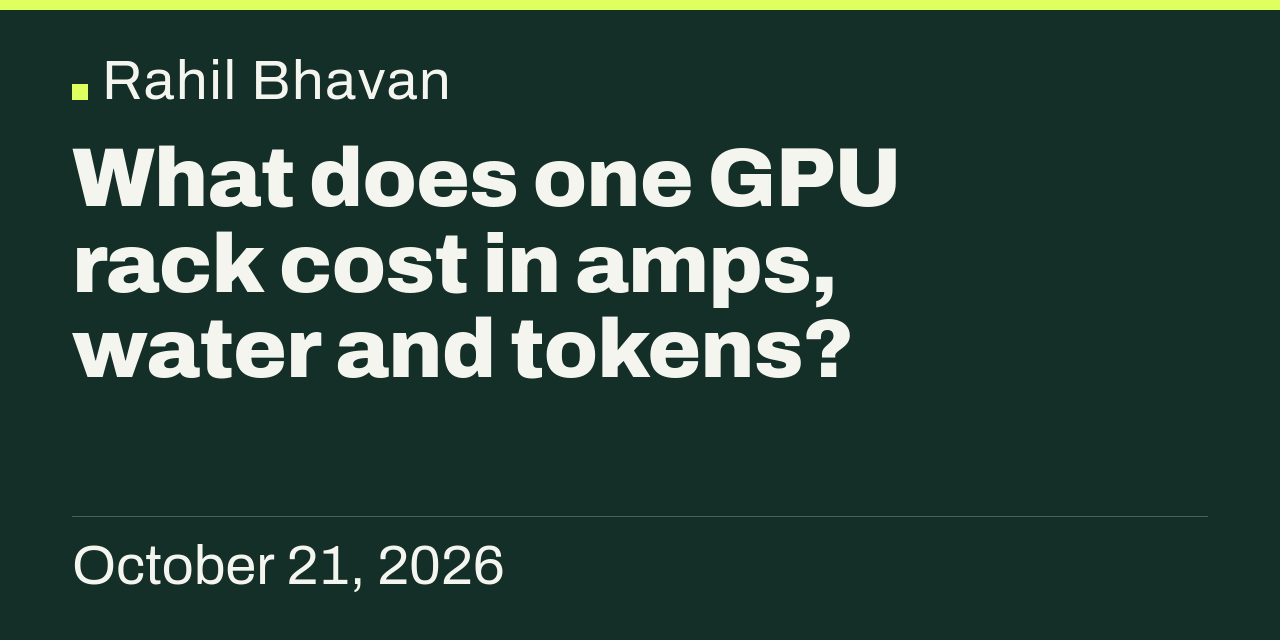 Rahil Bhavan
What does one GPU
rack cost in amps,
water and tokens?
October 21, 2026